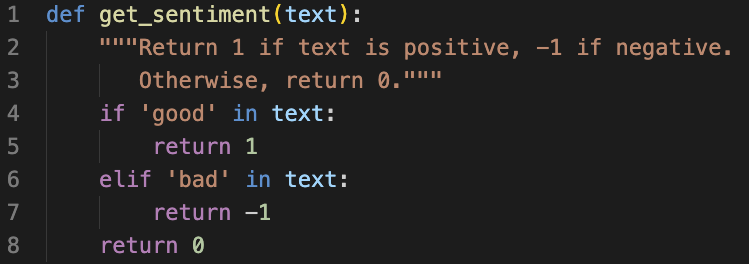 1 def get_sentiment(text):
2     """Return 1 if text is positive, -1 if negative.
3        Otherwise, return 0."""
4     if 'good' in text:
5         return 1
6     elif 'bad' in text:
7         return -1
8     return 0